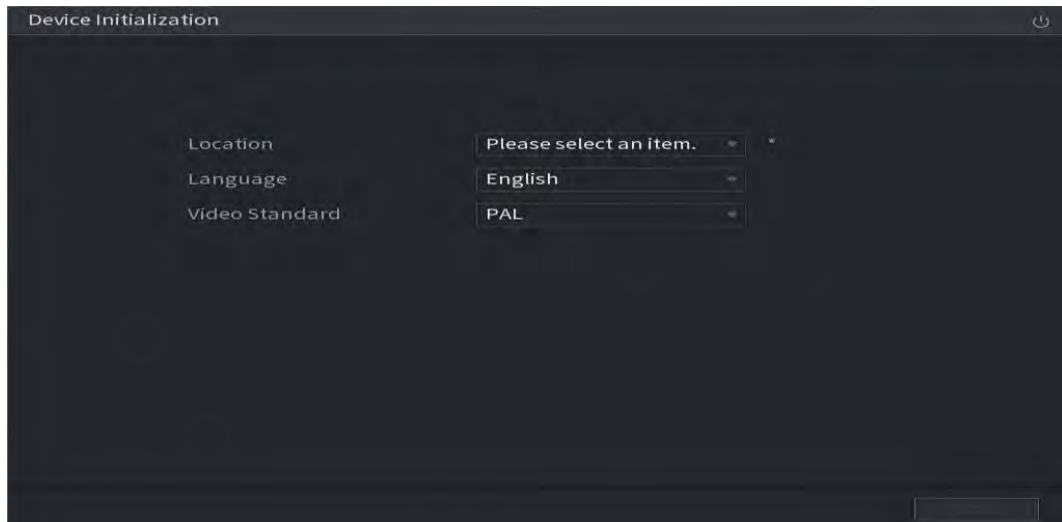 Device Initialization
Location Please select an item. *
Language English
Video Standard PAL